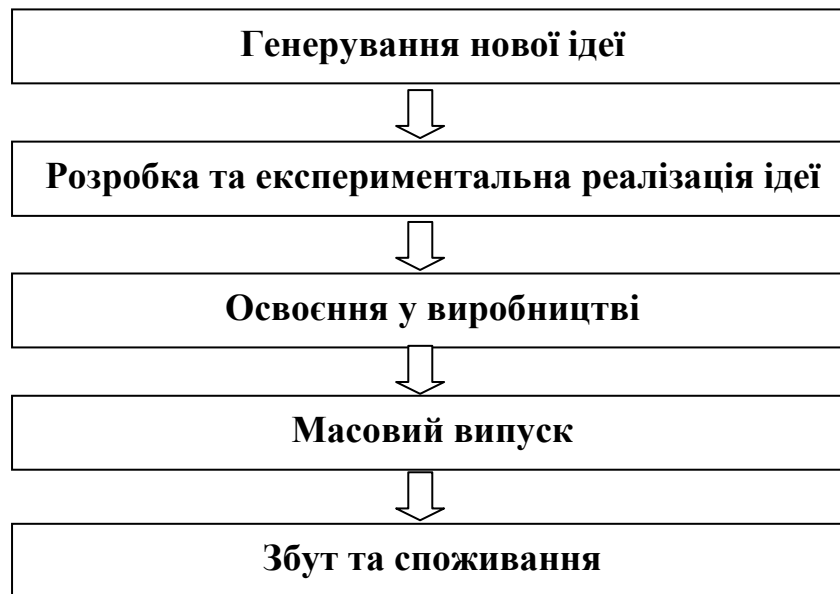 Генерування нової ідеї
Розробка та експериментальна реалізація ідеї
Освоєння у виробництві
Масовий випуск
Збут та споживання